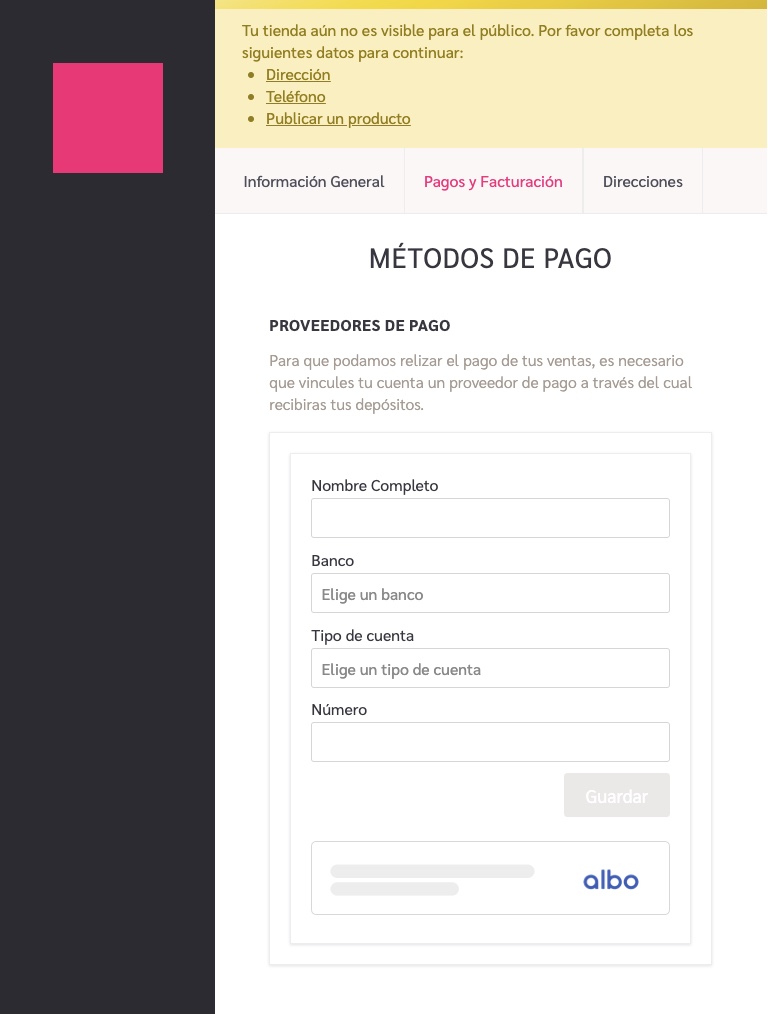 Tu tienda aún no es visible para el público. Por favor completa los
siguientes datos para continuar:
Dirección
Teléfono
Publicar un producto
Información General
Pagos y Facturación
Direcciones
MÉTODOS DE PAGO
PROVEEDORES DE PAGO
Para que podamos relizar el pago de tus ventas, es necesario
que vincules tu cuenta un proveedor de pago a través del cual
recibiras tus depósitos.
Nombre Completo
Banco
Elige un banco
Tipo de cuenta
Elige un tipo de cuenta
Número
Guardar
albo